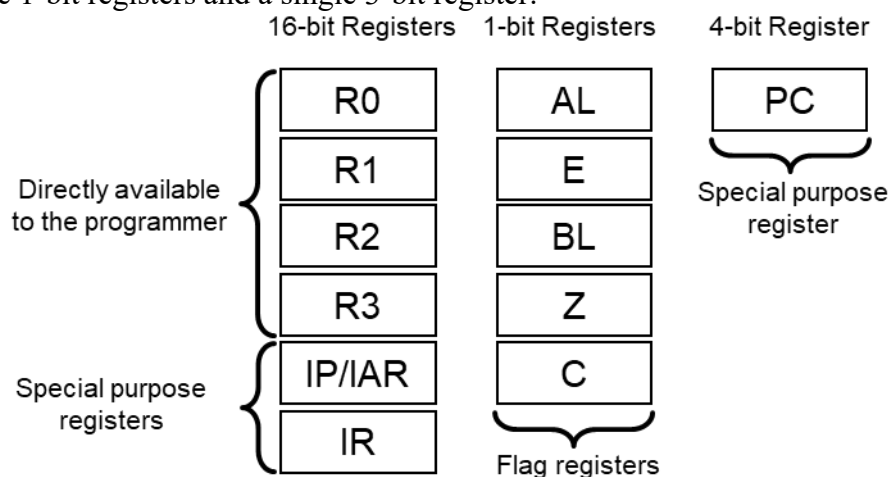 1-bit registers and a single 3-bit register.
16-bit Registers 1-bit Registers 4-bit Register
R0 AL PC
R1 E
R2 BL
R3 Z
IP/IAR C
IR
Directly available
to the programmer
Special purpose
registers
Flag registers
Special purpose
register